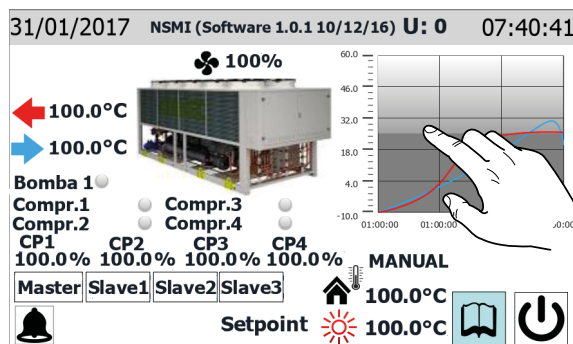 31/01/2017 NSMI (Software 1.0.1 10/12/16) U: 0 07:40:41
100%
60.0
46.0
32.0
18.0
4.0
-10.0
01:00:00 01:00:00 0:00
100.0°C
100.0°C
Bomba 1
Compr.1 Compr.3
Compr.2 Compr.4
CP1 CP2 CP3 CP4
100.0% 100.0% 100.0% 100.0%
Master Slave1 Slave2 Slave3
MANUAL
100.0°C
Setpoint 100.0°C